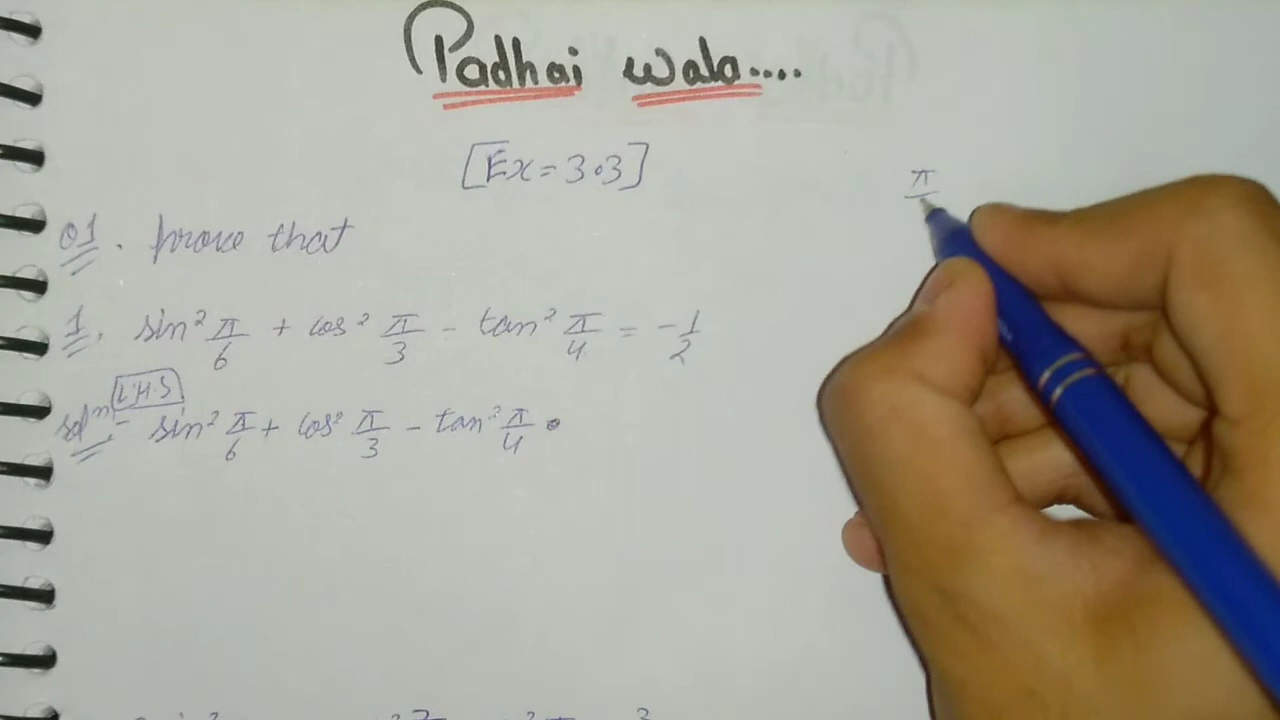 Padhai wala....
[Ex = 3.3]
π
Q1. prove that
1. sin² π/6 + cos² π/3 - tan² π/4 = -1/2
L.H.S
solⁿ - sin² π/6 + cos² π/3 - tan² π/4 .